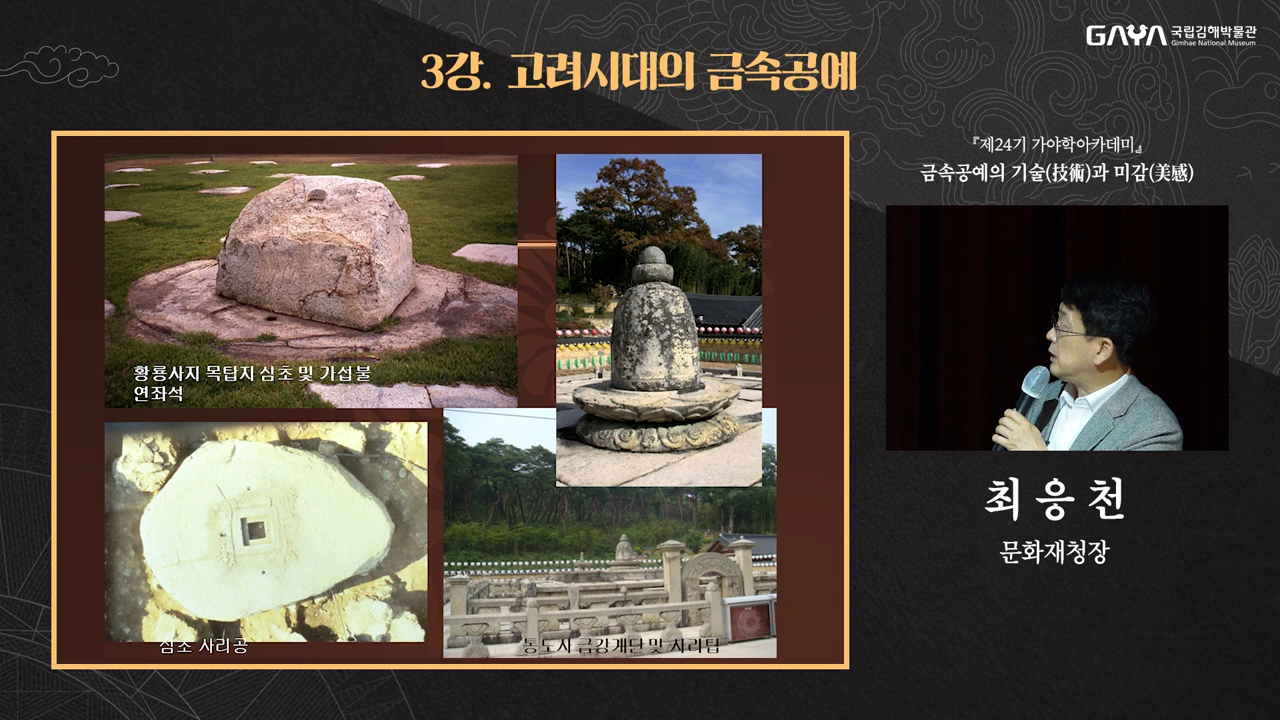 GAYA 국립김해박물관
Gimhae National Museum
3강. 고려시대의 금속공예
『제24기 가야학아카데미』
금속공예의 기술(技術)과 미감(美感)
황룡사지 목탑지 심초 및 가섭불
연좌석
심초 사리공
통도사 금강계단 및 사리탑
최응천
문화재청장